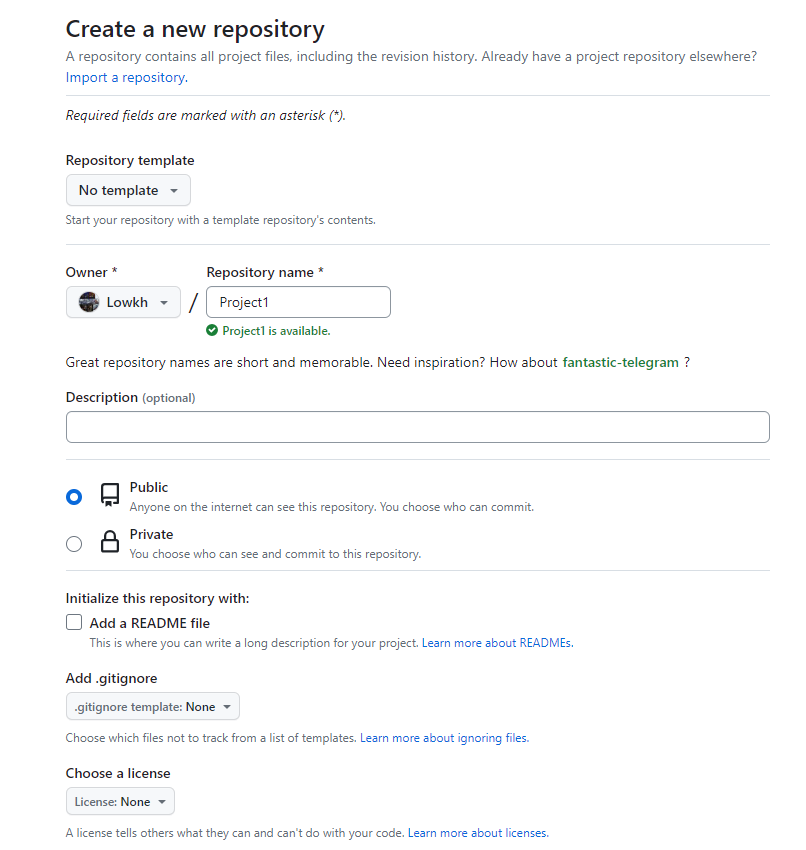 Create a new repository
A repository contains all project files, including the revision history. Already have a project repository elsewhere?
Import a repository.
Required fields are marked with an asterisk (*).
Repository template
No template
Start your repository with a template repository's contents.
Owner * Repository name *
Lowkh / Project1
Project1 is available.
Great repository names are short and memorable. Need inspiration? How about fantastic-telegram ?
Description (optional)
Public
Anyone on the internet can see this repository. You choose who can commit.
Private
You choose who can see and commit to this repository.
Initialize this repository with:
Add a README file
This is where you can write a long description for your project. Learn more about READMEs.
Add .gitignore
.gitignore template: None
Choose which files not to track from a list of templates. Learn more about ignoring files.
Choose a license
License: None
A license tells others what they can and can't do with your code. Learn more about licenses.